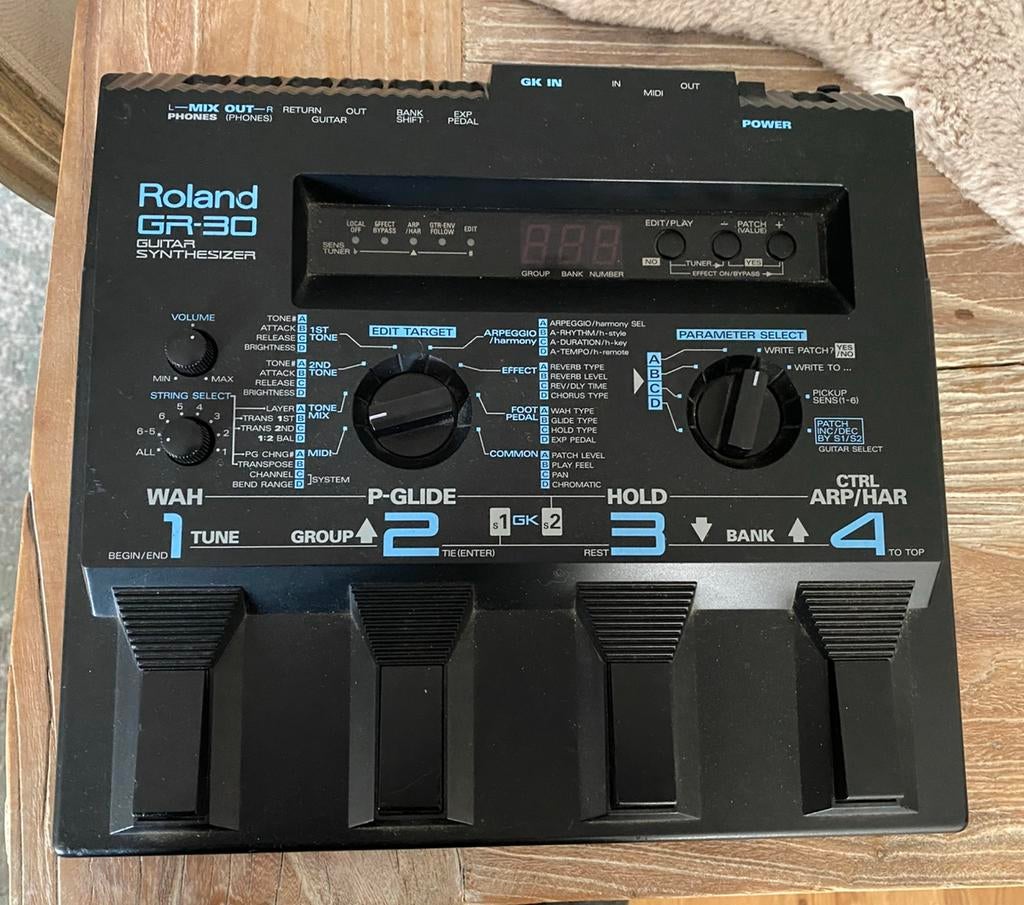 GK IN
IN
MIDI
OUT
L—MIX OUT—R
PHONES (PHONES)
RETURN OUT
GUITAR
BANK
SHIFT
EXP
PEDAL
POWER
Roland
GR-30
GUITAR
SYNTHESIZER
LOCAL
OFF
EFFECT
BYPASS
ARP
/HAR
GTR-ENV
FOLLOW
EDIT
SENS
TUNER ♭ ♯
GROUP BANK NUMBER
EDIT/PLAY
− PATCH +
(VALUE)
NO TUNER YES
EFFECT ON/BYPASS
VOLUME
MIN MAX
STRING SELECT
ALL 6-5 6 5 4 3 2 1
EDIT TARGET
TONE# A
ATTACK B
RELEASE C
BRIGHTNESS D
1ST
TONE
TONE# A
ATTACK B
RELEASE C
BRIGHTNESS D
2ND
TONE
LAYER A
TRANS 1ST B
TRANS 2ND C
1:2 BAL D
TONE
MIX
PG CHNG# A
TRANSPOSE B
CHANNEL C
BEND RANGE D
MIDI
SYSTEM
ARPEGGIO
/harmony
A ARPEGGIO/harmony SEL
B A-RHYTHM/h-style
C A-DURATION/h-key
D A-TEMPO/h-remote
EFFECT
A REVERB TYPE
B REVERB LEVEL
C REV/DLY TIME
D CHORUS TYPE
FOOT
PEDAL
A WAH TYPE
B GLIDE TYPE
C HOLD TYPE
D EXP PEDAL
COMMON
A PATCH LEVEL
B PLAY FEEL
C PAN
D CHROMATIC
PARAMETER SELECT
A
B
C
D
WRITE PATCH? YES
/NO
WRITE TO ...
PICKUP
SENS(1-6)
PATCH
INC/DEC
BY S1/S2
GUITAR SELECT
WAH
P-GLIDE
HOLD
CTRL
ARP/HAR
BEGIN/END 1 TUNE
GROUP 2 TIE(ENTER)
S1 GK S2
REST 3
BANK 4 TO TOP